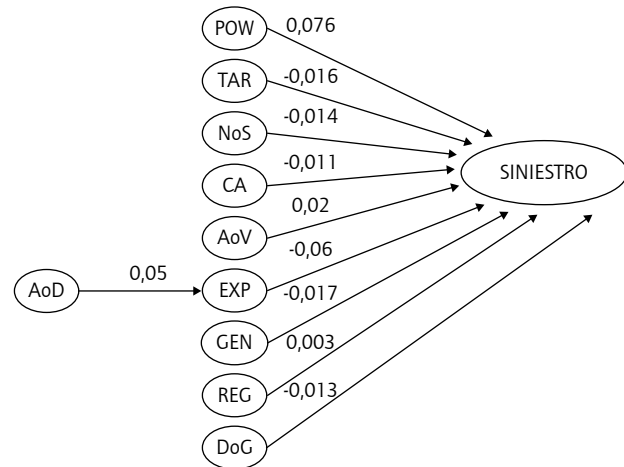 POW 0,076
TAR -0,016
NoS -0,014
CA -0,011
SINIESTRO
AoV 0,02
AoD 0,05 EXP -0,06
GEN -0,017
REG 0,003
DoG -0,013